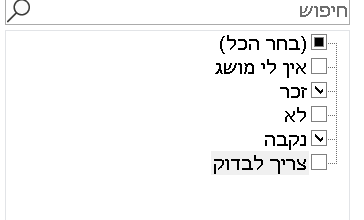 חיפוש
(בחר הכל)
אין לי מושג
זכר
לא
נקבה
צריך לבדוק